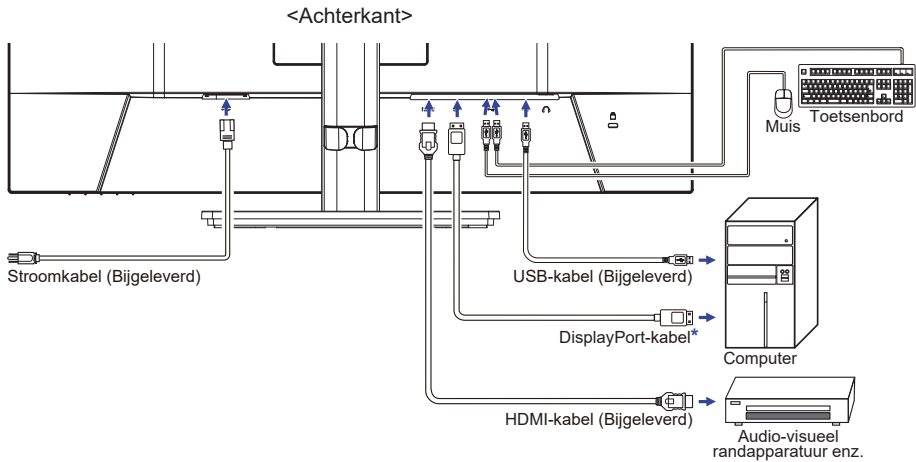 <Achterkant>
Muis
Toetsenbord
Stroomkabel (Bijgeleverd)
USB-kabel (Bijgeleverd)
DisplayPort-kabel*
Computer
HDMI-kabel (Bijgeleverd)
Audio-visueel
randapparatuur enz.